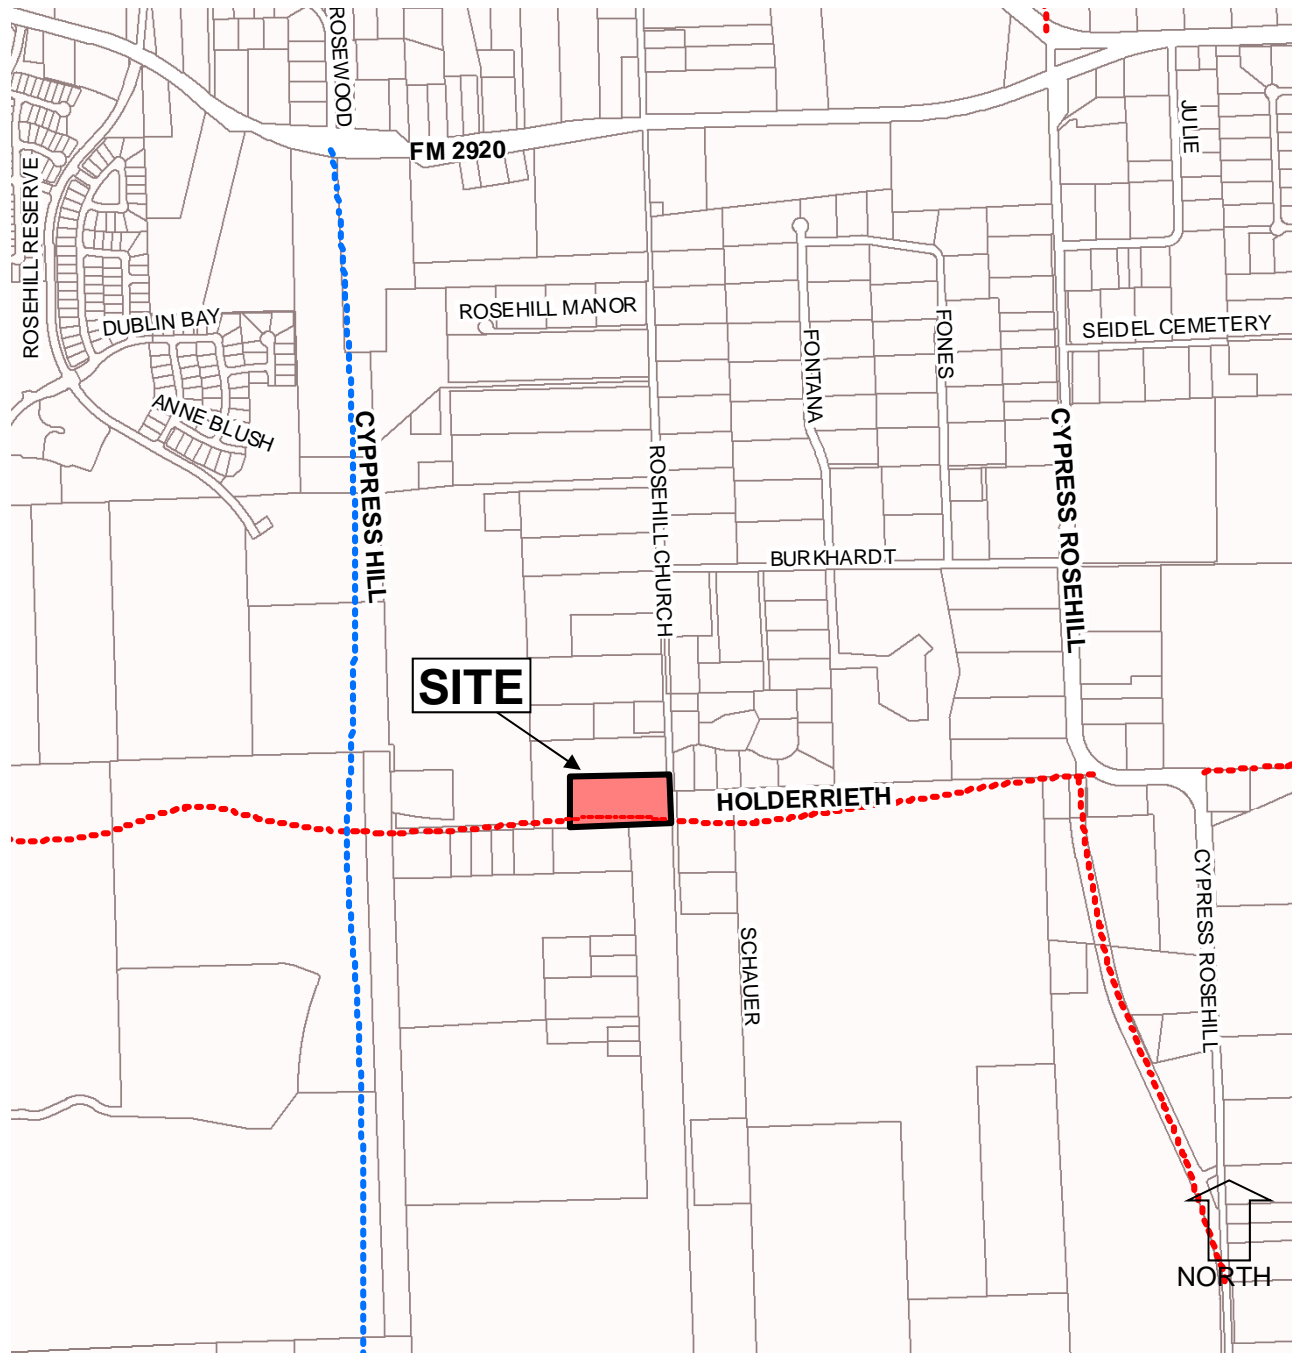 ROSEWOOD
FM 2920
JULIE
ROSEHILL RESERVE
DUBLIN BAY
ROSEHILL MANOR
FONTANA
FONES
SEIDEL CEMETERY
ANNE BLUSH
CYPRESS HILL
ROSEHILL CHURCH
CYPRESS ROSEHILL
BURKHARDT
SITE
HOLDERRIETH
CYPRESS ROSEHILL
SCHAUER
NORTH